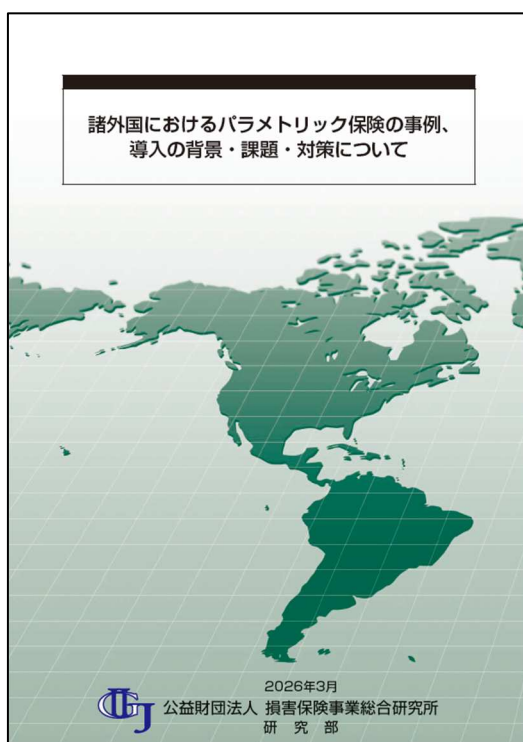 諸外国におけるパラメトリック保険の事例、
導入の背景・課題・対策について
2026年3月
公益財団法人 損害保険事業総合研究所
研究部